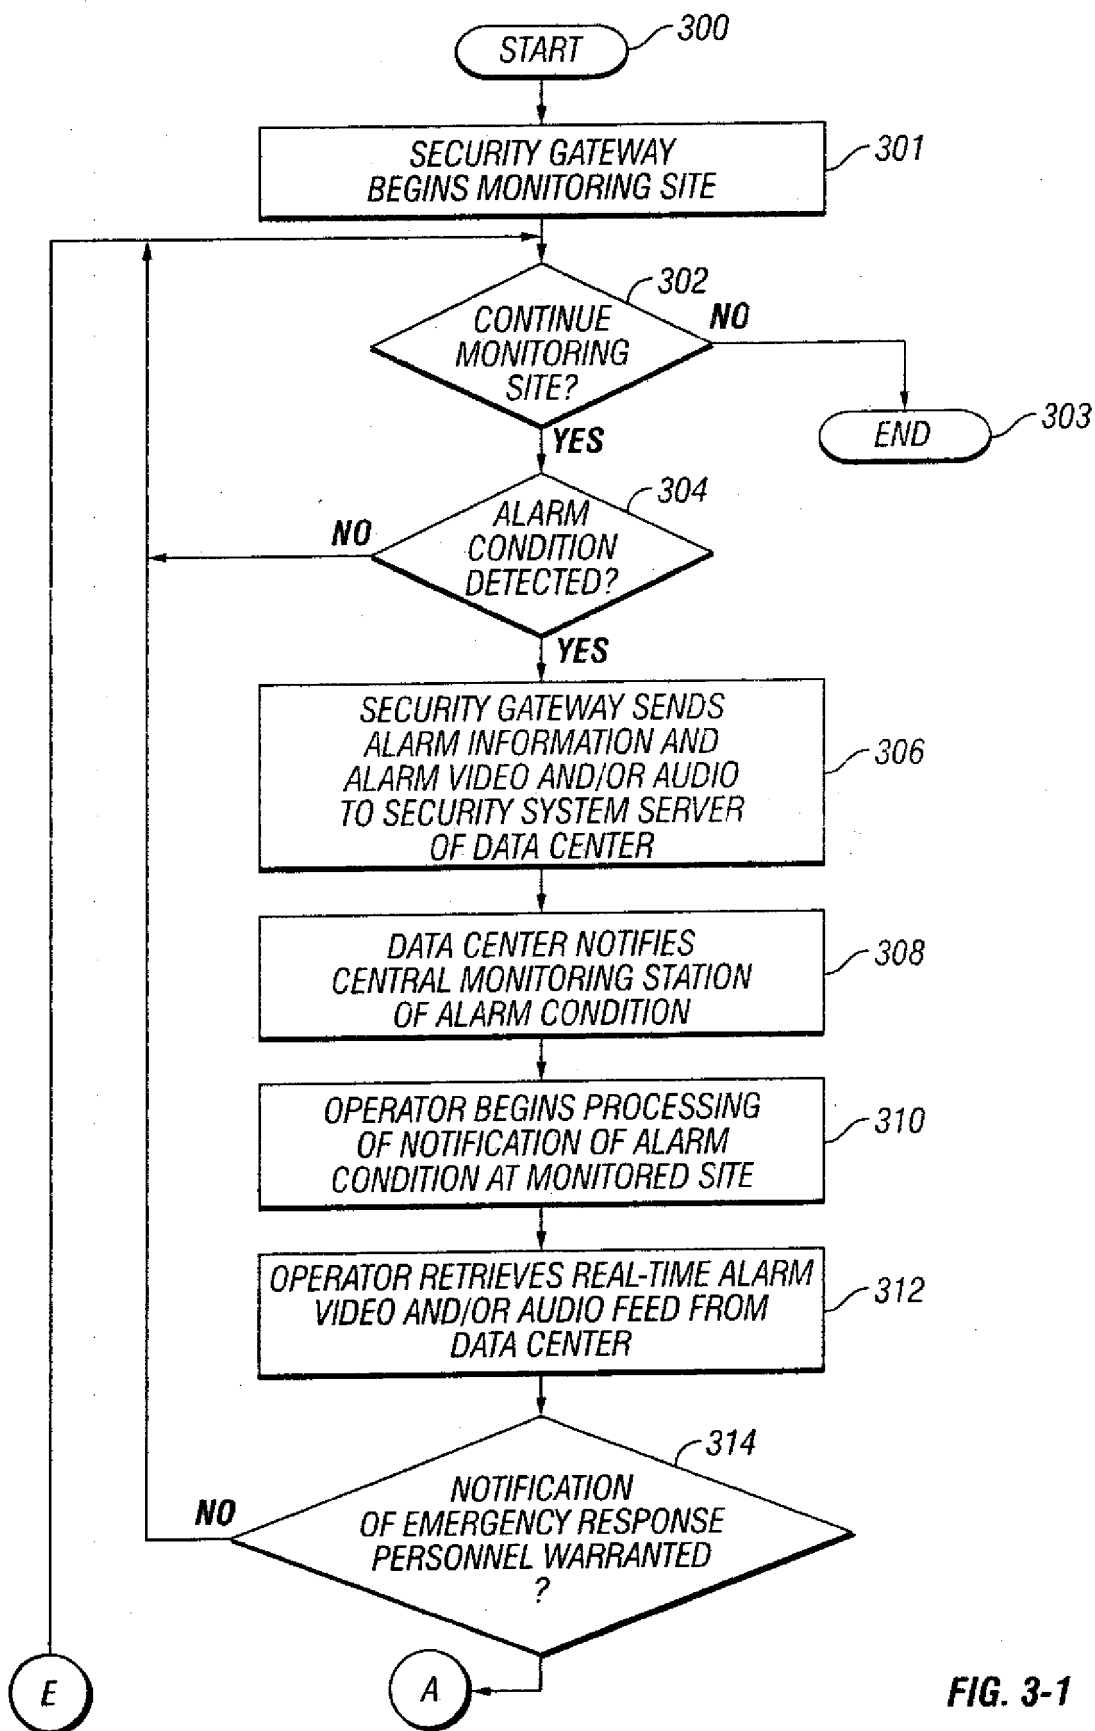 START
300
SECURITY GATEWAY
BEGINS MONITORING SITE
301
302
CONTINUE
MONITORING
SITE?
NO
YES
END
303
304
ALARM
CONDITION
DETECTED?
NO
YES
SECURITY GATEWAY SENDS
ALARM INFORMATION AND
ALARM VIDEO AND/OR AUDIO
TO SECURITY SYSTEM SERVER
OF DATA CENTER
306
DATA CENTER NOTIFIES
CENTRAL MONITORING STATION
OF ALARM CONDITION
308
OPERATOR BEGINS PROCESSING
OF NOTIFICATION OF ALARM
CONDITION AT MONITORED SITE
310
OPERATOR RETRIEVES REAL-TIME ALARM
VIDEO AND/OR AUDIO FEED FROM
DATA CENTER
312
314
NOTIFICATION
OF EMERGENCY RESPONSE
PERSONNEL WARRANTED
?
NO
E
A
FIG. 3-1